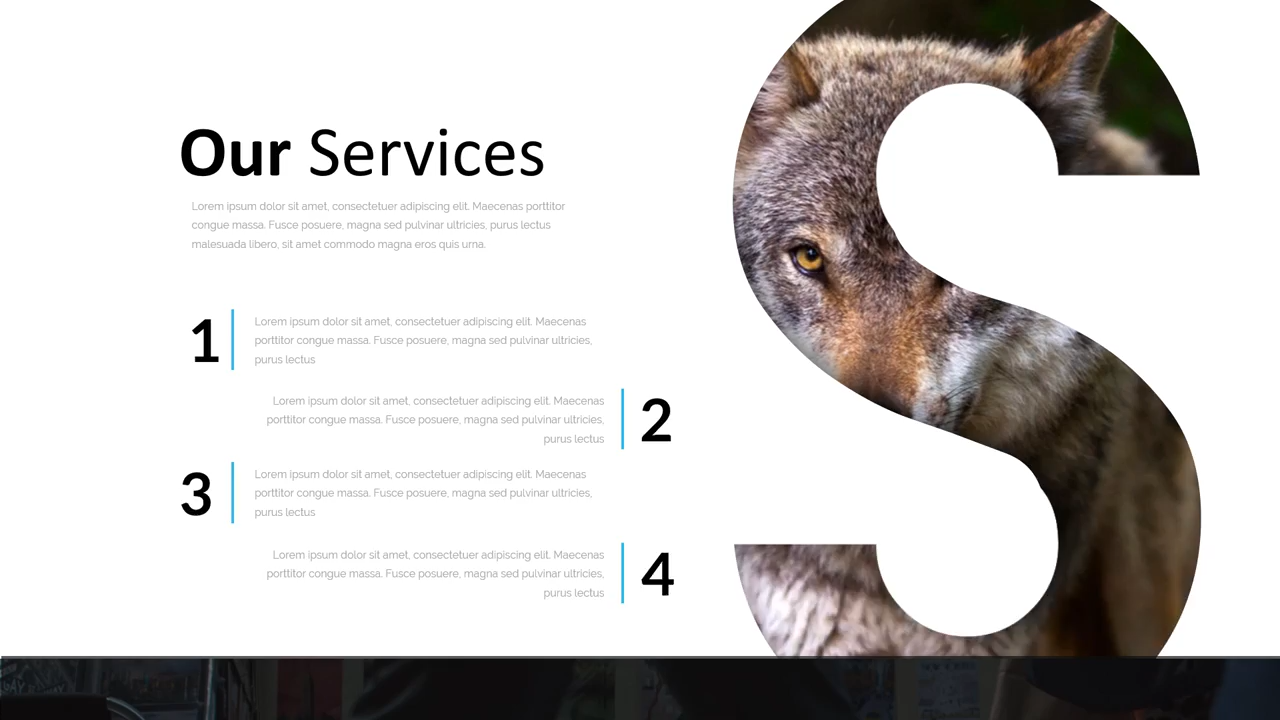 Our Services
Lorem ipsum dolor sit amet, consectetuer adipiscing elit. Maecenas porttitor
congue massa. Fusce posuere, magna sed pulvinar ultricies, purus lectus
malesuada libero, sit amet commodo magna eros quis urna.
1
Lorem ipsum dolor sit amet, consectetuer adipiscing elit. Maecenas
porttitor congue massa. Fusce posuere, magna sed pulvinar ultricies,
purus lectus
Lorem ipsum dolor sit amet, consectetuer adipiscing elit. Maecenas
porttitor congue massa. Fusce posuere, magna sed pulvinar ultricies,
purus lectus
2
3
Lorem ipsum dolor sit amet, consectetuer adipiscing elit. Maecenas
porttitor congue massa. Fusce posuere, magna sed pulvinar ultricies,
purus lectus
Lorem ipsum dolor sit amet, consectetuer adipiscing elit. Maecenas
porttitor congue massa. Fusce posuere, magna sed pulvinar ultricies,
purus lectus
4
S